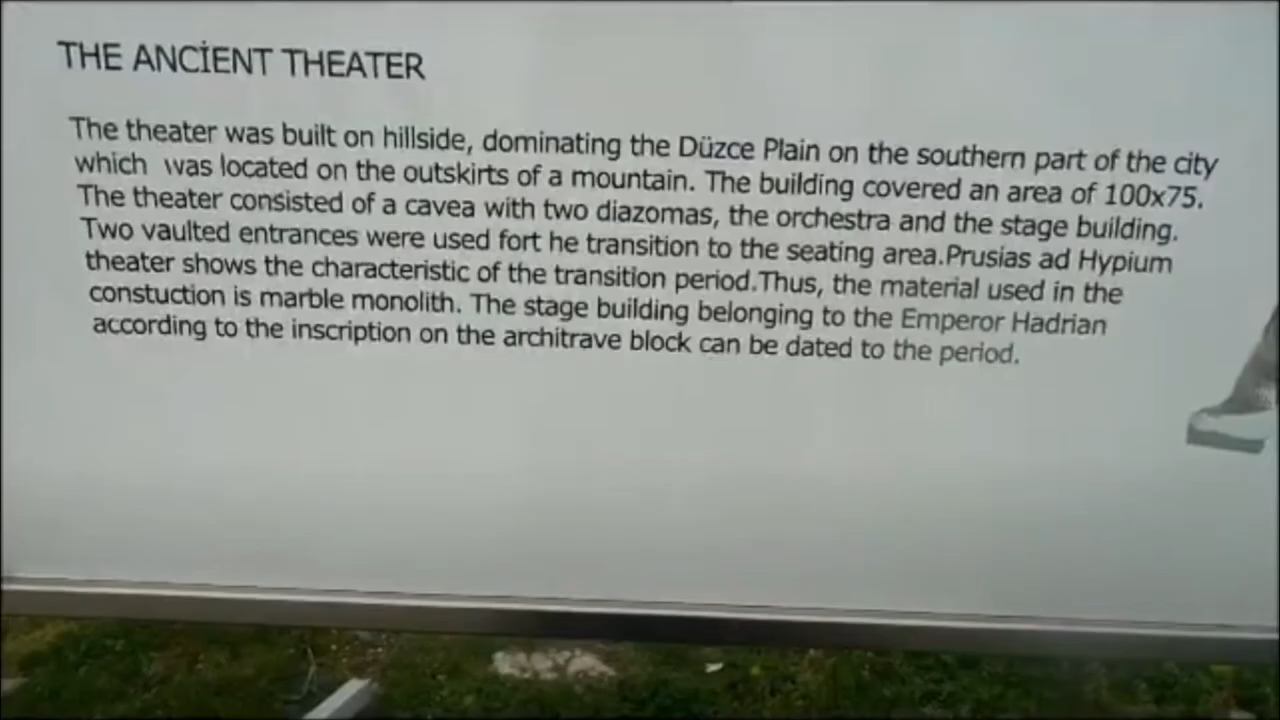 THE ANCİENT THEATER
The theater was built on hillside, dominating the Düzce Plain on the southern part of the city
which was located on the outskirts of a mountain. The building covered an area of 100x75.
The theater consisted of a cavea with two diazomas, the orchestra and the stage building.
Two vaulted entrances were used fort he transition to the seating area.Prusias ad Hypium
theater shows the characteristic of the transition period.Thus, the material used in the
constuction is marble monolith. The stage building belonging to the Emperor Hadrian
according to the inscription on the architrave block can be dated to the period.